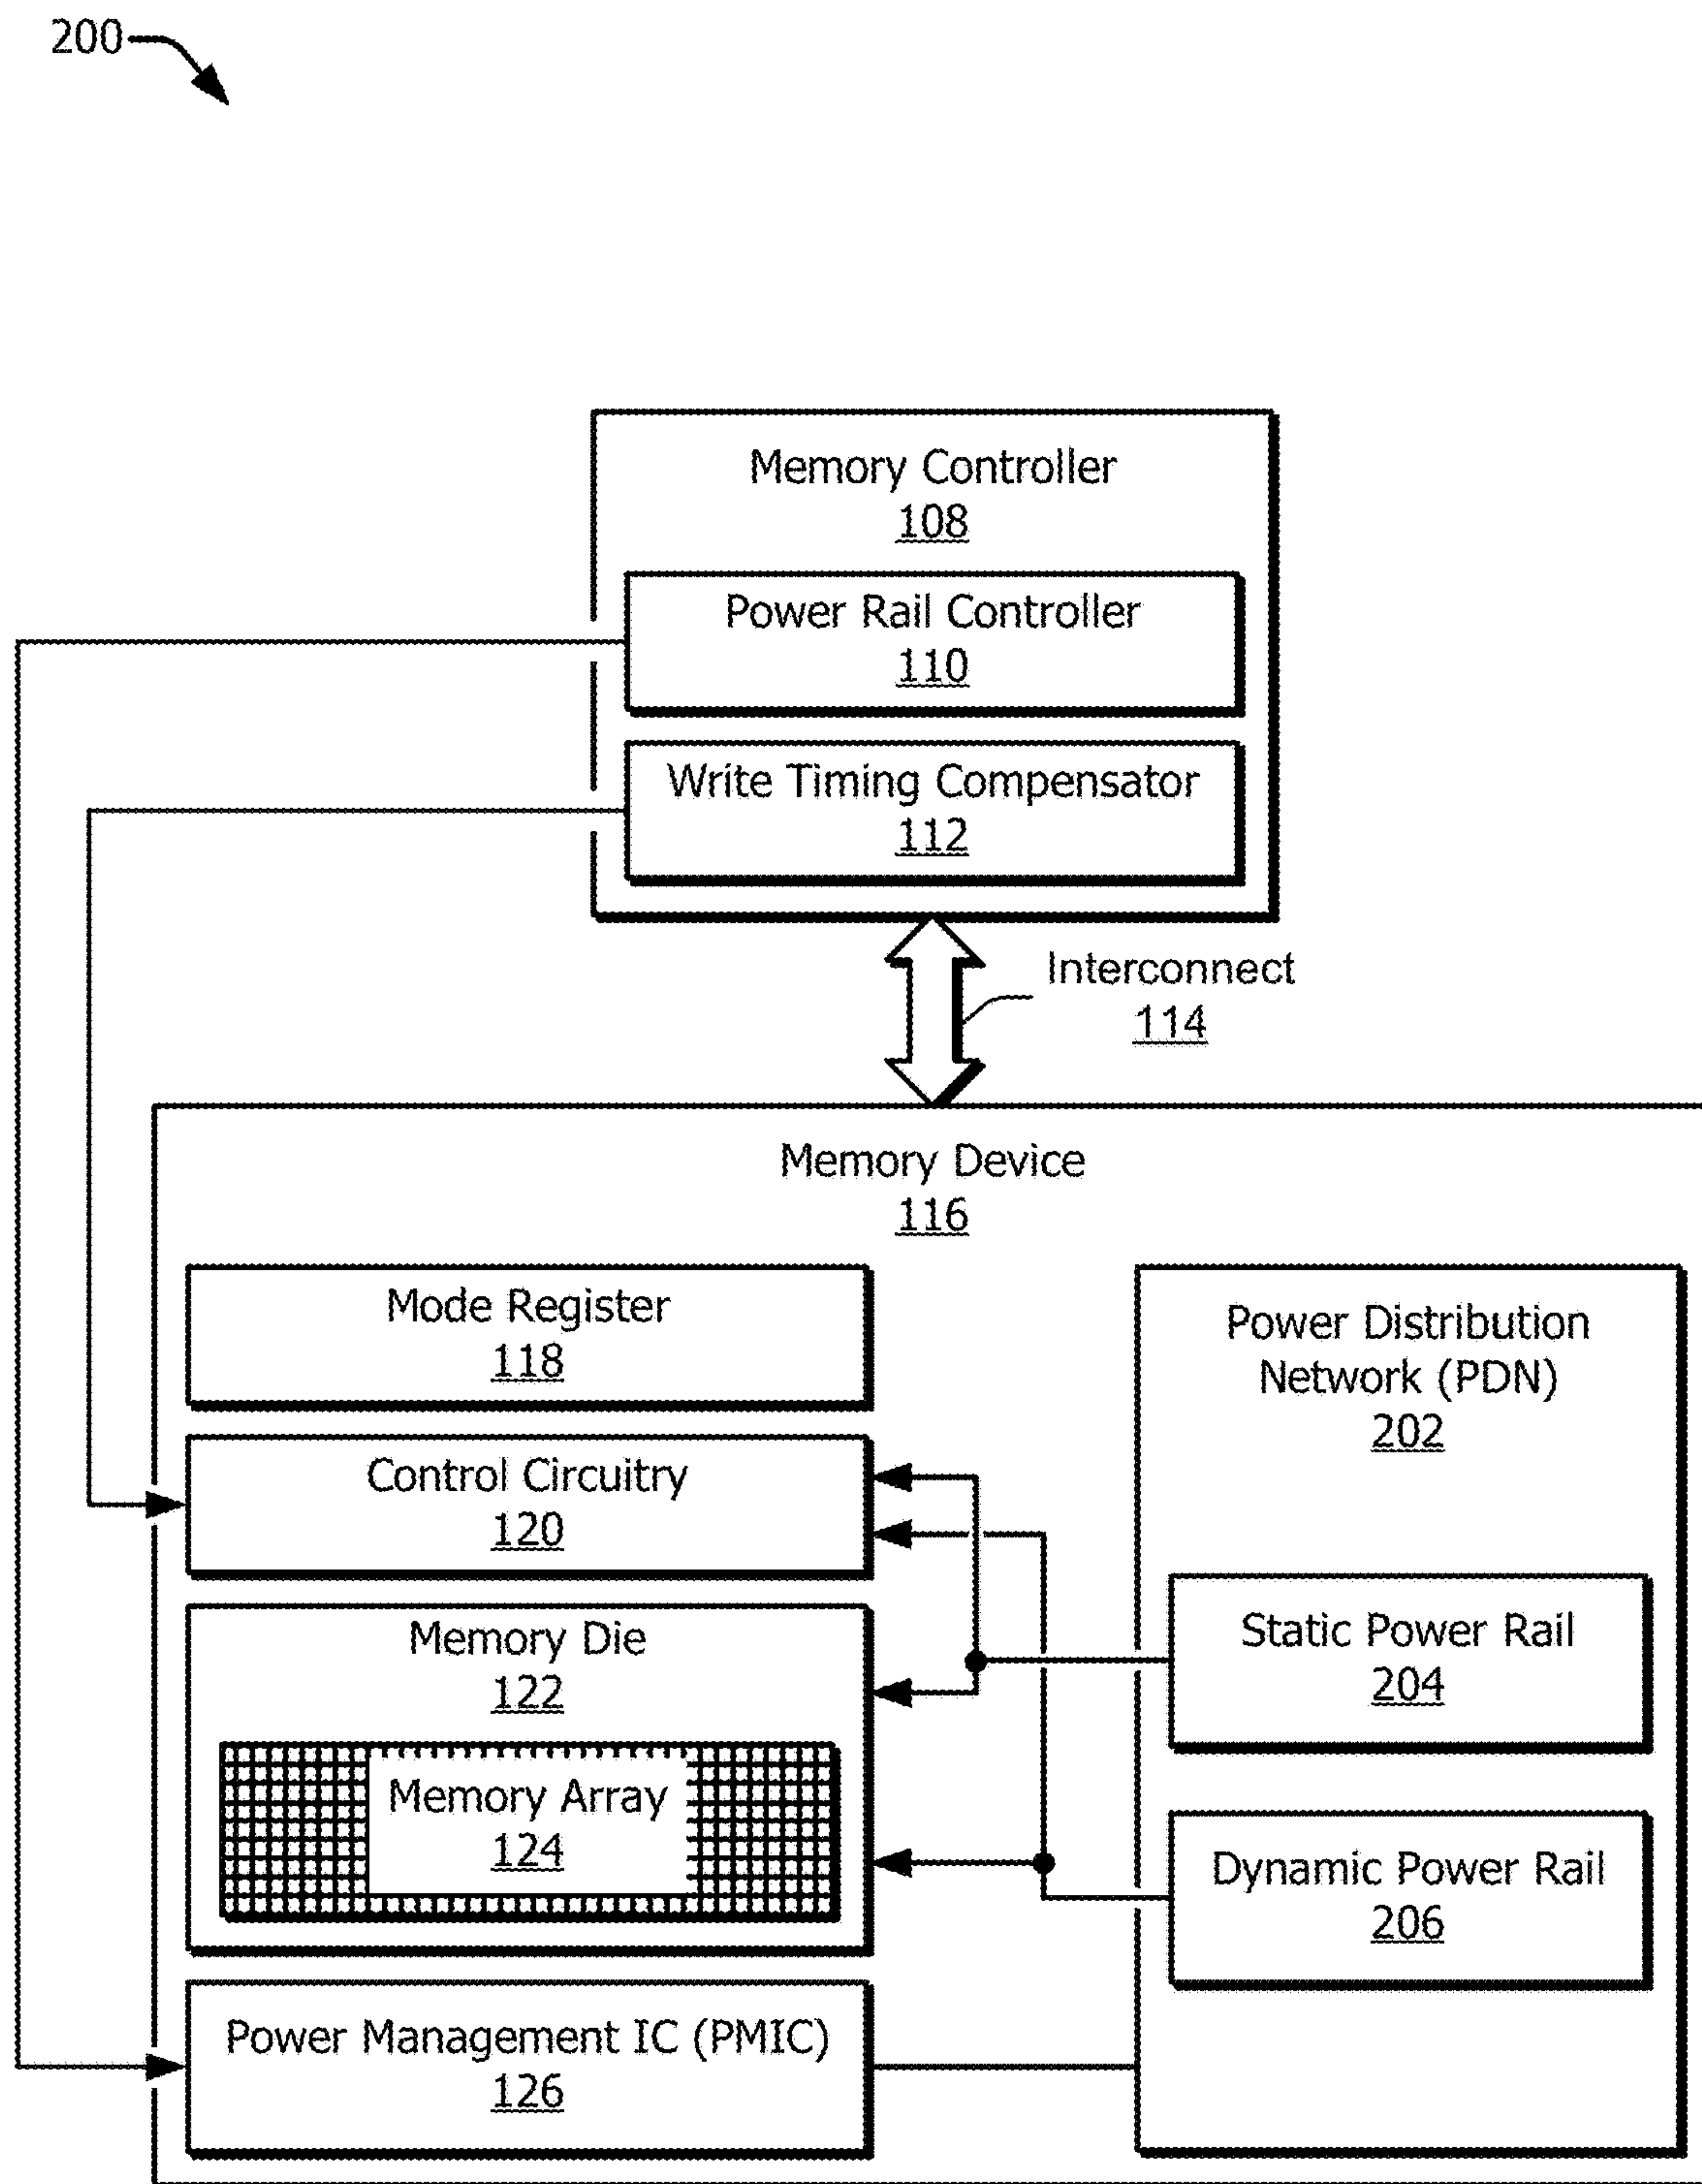 200
Memory Controller
108
Power Rail Controller
110
Write Timing Compensator
112
Interconnect
114
Memory Device
116
Mode Register
118
Control Circuitry
120
Memory Die
122
Memory Array
124
Power Management IC (PMIC)
126
Power Distribution
Network (PDN)
202
Static Power Rail
204
Dynamic Power Rail
206